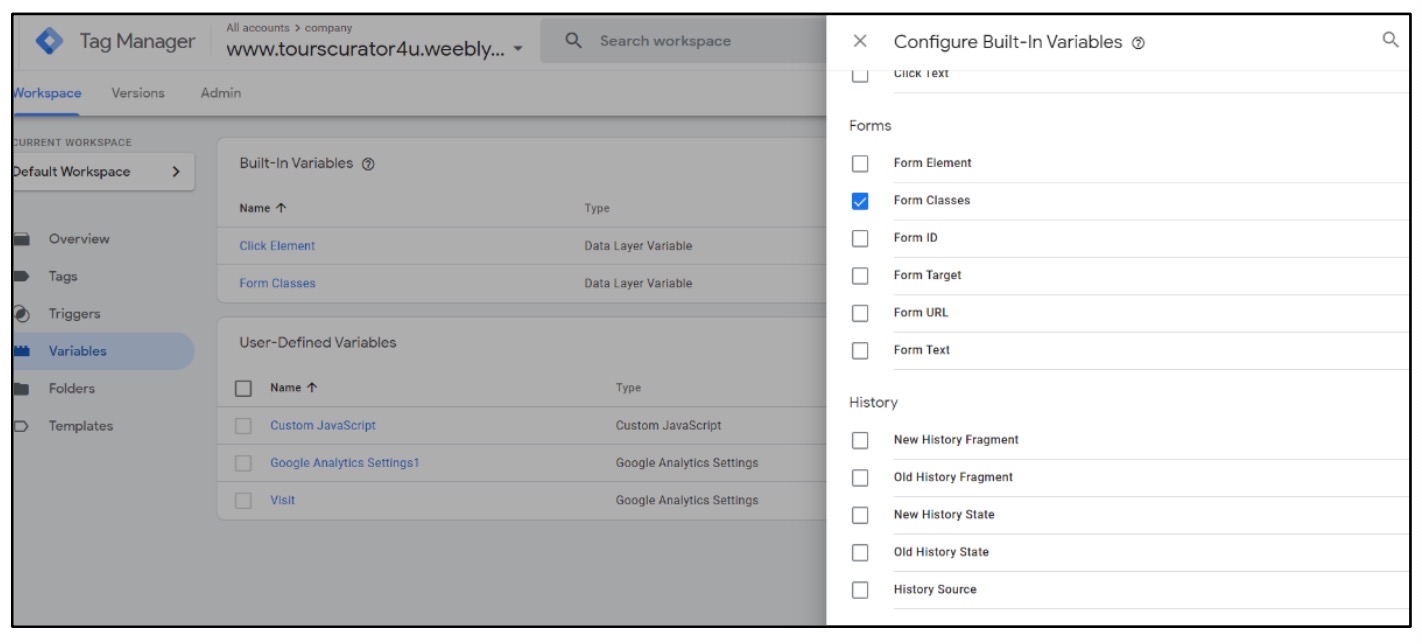 Tag Manager
All accounts > company
www.tourscurator4u.weebly...
Search workspace
Workspace Versions Admin
CURRENT WORKSPACE
Default Workspace
Overview
Tags
Triggers
Variables
Folders
Templates
Built-In Variables
Name Type
Click Element Data Layer Variable
Form Classes Data Layer Variable
User-Defined Variables
Name Type
Custom JavaScript Custom JavaScript
Google Analytics Settings1 Google Analytics Settings
Visit Google Analytics Settings
Configure Built-In Variables
Click Text
Forms
Form Element
Form Classes
Form ID
Form Target
Form URL
Form Text
History
New History Fragment
Old History Fragment
New History State
Old History State
History Source